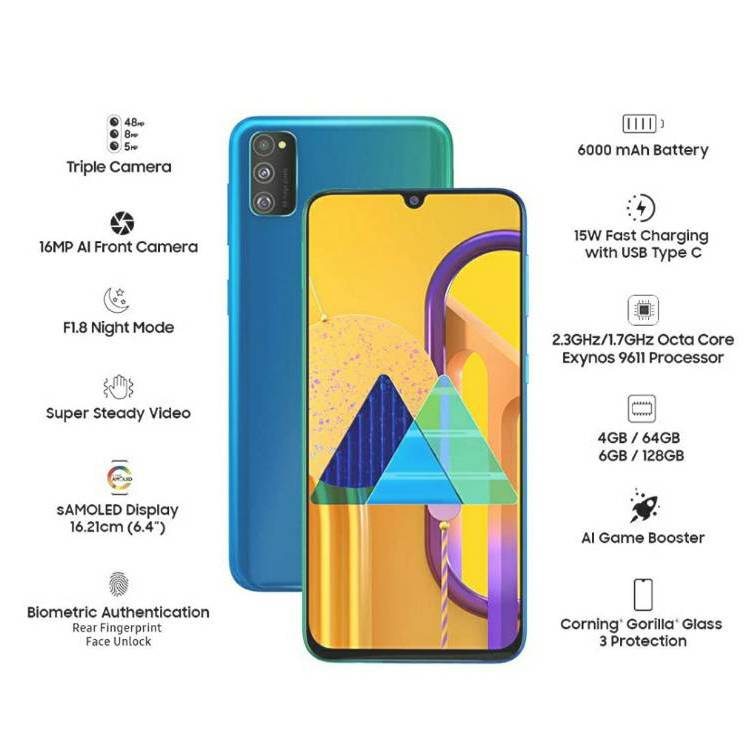 48MP
8MP
5MP
Triple Camera
16MP AI Front Camera
F1.8 Night Mode
Super Steady Video
AMOLED
sAMOLED Display
16.21cm (6.4")
Biometric Authentication
Rear Fingerprint
Face Unlock
6000 mAh Battery
15W Fast Charging
with USB Type C
2.3GHz/1.7GHz Octa Core
Exynos 9611 Processor
4GB / 64GB
6GB / 128GB
AI Game Booster
Corning® Gorilla® Glass
3 Protection